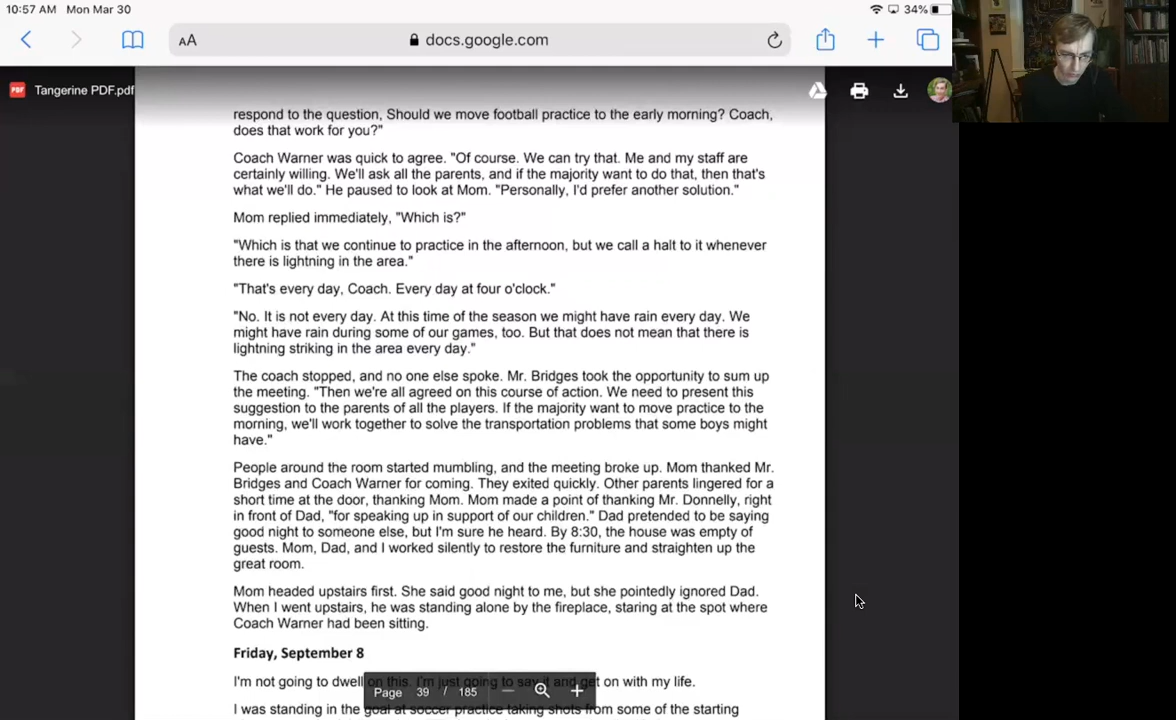 10:57 AM Mon Mar 30
34%
AA
docs.google.com
PDF Tangerine PDF.pdf
respond to the question, Should we move football practice to the early morning? Coach,
does that work for you?"
Coach Warner was quick to agree. "Of course. We can try that. Me and my staff are
certainly willing. We'll ask all the parents, and if the majority want to do that, then that's
what we'll do." He paused to look at Mom. "Personally, I'd prefer another solution."
Mom replied immediately, "Which is?"
"Which is that we continue to practice in the afternoon, but we call a halt to it whenever
there is lightning in the area."
"That's every day, Coach. Every day at four o'clock."
"No. It is not every day. At this time of the season we might have rain every day. We
might have rain during some of our games, too. But that does not mean that there is
lightning striking in the area every day."
The coach stopped, and no one else spoke. Mr. Bridges took the opportunity to sum up
the meeting. "Then we're all agreed on this course of action. We need to present this
suggestion to the parents of all the players. If the majority want to move practice to the
morning, we'll work together to solve the transportation problems that some boys might
have."
People around the room started mumbling, and the meeting broke up. Mom thanked Mr.
Bridges and Coach Warner for coming. They exited quickly. Other parents lingered for a
short time at the door, thanking Mom. Mom made a point of thanking Mr. Donnelly, right
in front of Dad, "for speaking up in support of our children." Dad pretended to be saying
good night to someone else, but I'm sure he heard. By 8:30, the house was empty of
guests. Mom, Dad, and I worked silently to restore the furniture and straighten up the
great room.
Mom headed upstairs first. She said good night to me, but she pointedly ignored Dad.
When I went upstairs, he was standing alone by the fireplace, staring at the spot where
Coach Warner had been sitting.
Friday, September 8
I'm not going to dwell on this. I'm just going to say it and get on with my life.
Page 39 / 185
I was standing in the goal at soccer practice taking shots from some of the starting